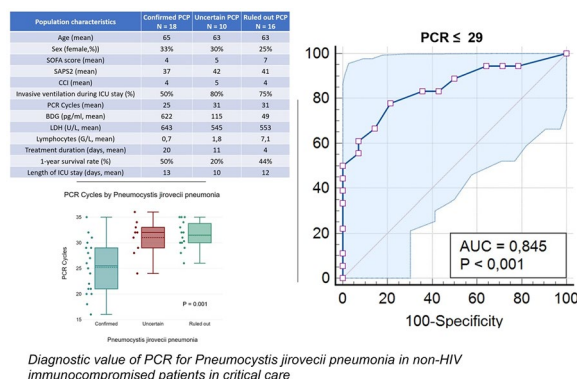 Population characteristics Confirmed PCP N = 18 Uncertain PCP N = 10 Ruled out PCP N = 16
Age (mean) 65 63 63
Sex (female,%)) 33% 30% 25%
SOFA score (mean) 4 5 7
SAPS2 (mean) 37 42 41
CCI (mean) 4 5 4
Invasive ventilation during ICU stay (%) 50% 80% 75%
PCR Cycles (mean) 25 31 31
BDG (pg/ml, mean) 622 115 49
LDH (U/L, mean) 643 545 553
Lymphocytes (G/L, mean) 0,7 1,8 7,1
Treatment duration (days, mean) 20 11 4
1-year survival rate (%) 50% 20% 44%
Length of ICU stay (days, mean) 13 10 12
PCR Cycles by Pneumocystis jirovecii pneumonia
PCR Cycles
35
30
25
20
15
P = 0.001
Confirmed Uncertain Ruled out
Pneumocystis jirovecii pneumonia
PCR ≤ 29
100
80
60
40
20
0
AUC = 0,845
P < 0,001
0 20 40 60 80 100
100-Specificity
Diagnostic value of PCR for Pneumocystis jirovecii pneumonia in non-HIV
immunocompromised patients in critical care